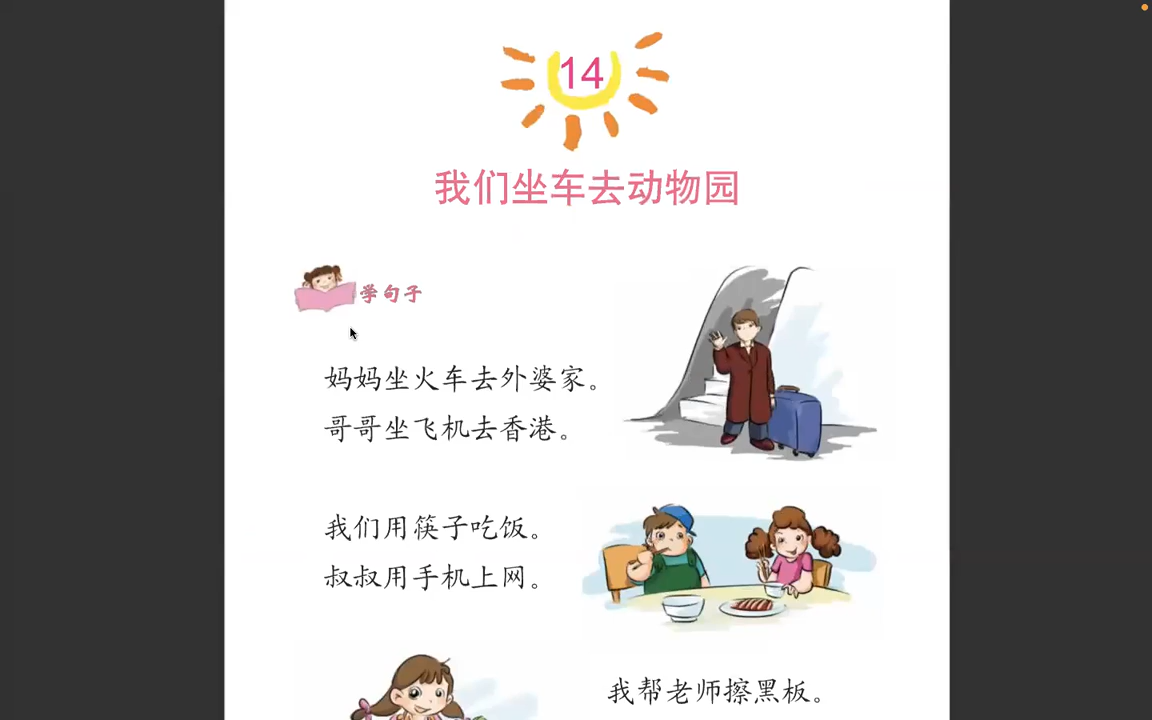 14
我们坐车去动物园
学句子
妈妈坐火车去外婆家。
哥哥坐飞机去香港。
我们用筷子吃饭。
叔叔用手机上网。
我帮老师擦黑板。